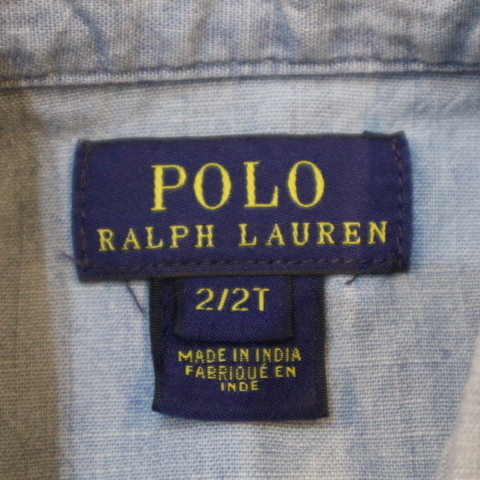 POLO
RALPH LAUREN
2/2T
MADE IN INDIA
FABRIQUÉ EN
INDE